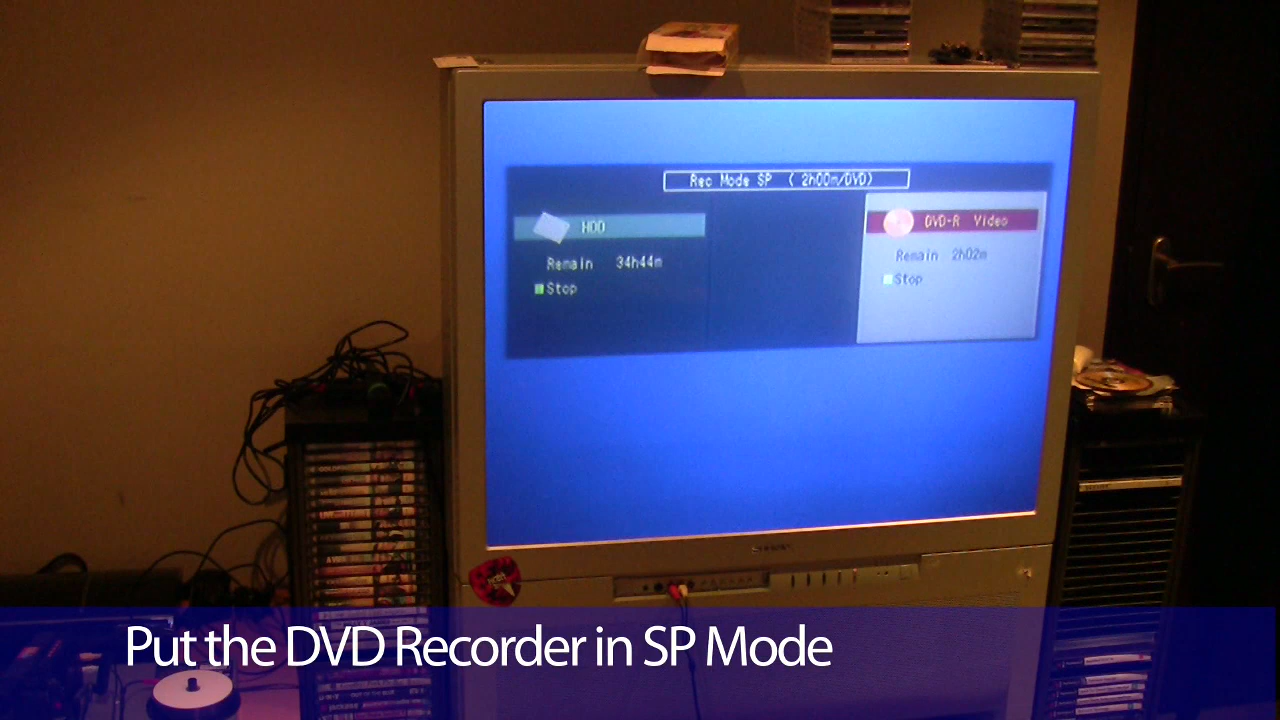 Rec Mode SP ( 2h00m/DVD)
HDD
Remain 34h44m
Stop
DVD-R Video
Remain 2h02m
Stop
SHARP
Put the DVD Recorder in SP Mode